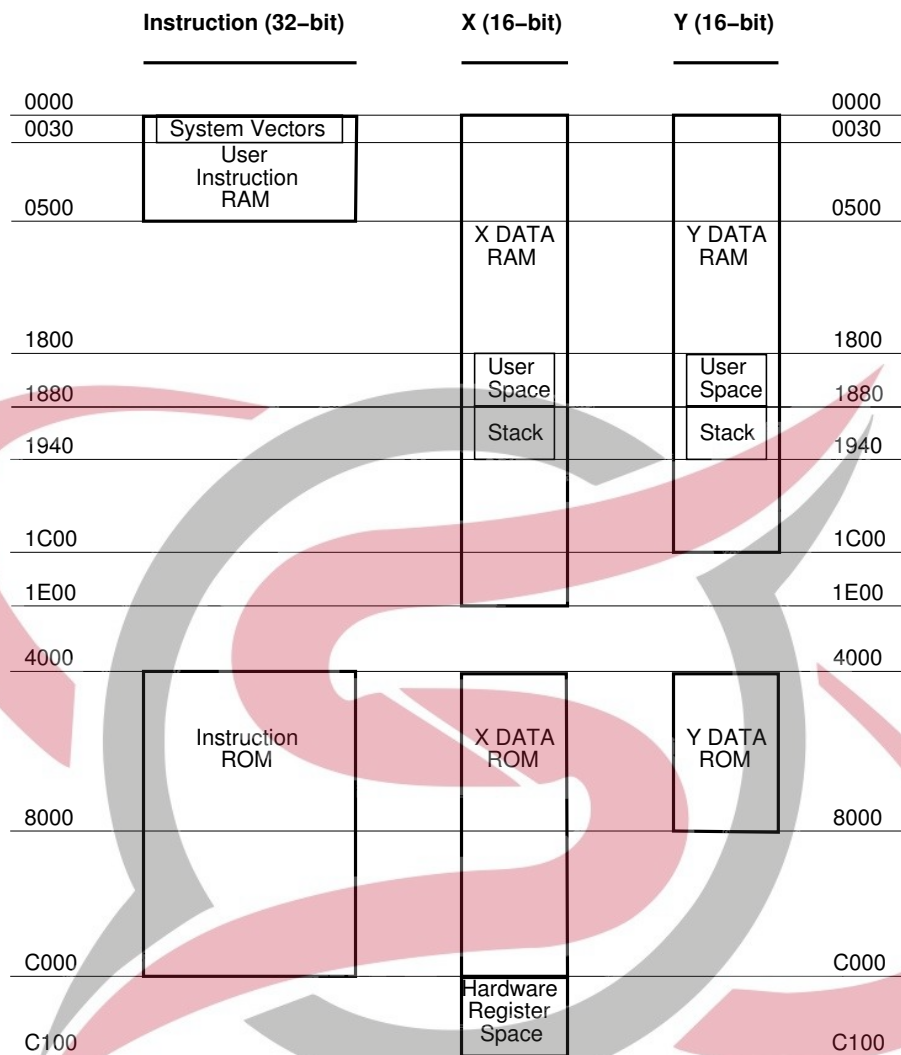 Instruction (32−bit) X (16−bit) Y (16−bit)
0000 0000
System Vectors
0030 0030
User
Instruction
RAM
0500 0500
X DATA Y DATA
RAM RAM
1800 1800
User User
Space Space
1880 1880
Stack Stack
1940 1940
1C00 1C00
1E00 1E00
4000 4000
Instruction X DATA Y DATA
ROM ROM ROM
8000 8000
C000 C000
Hardware
Register
Space
C100 C100